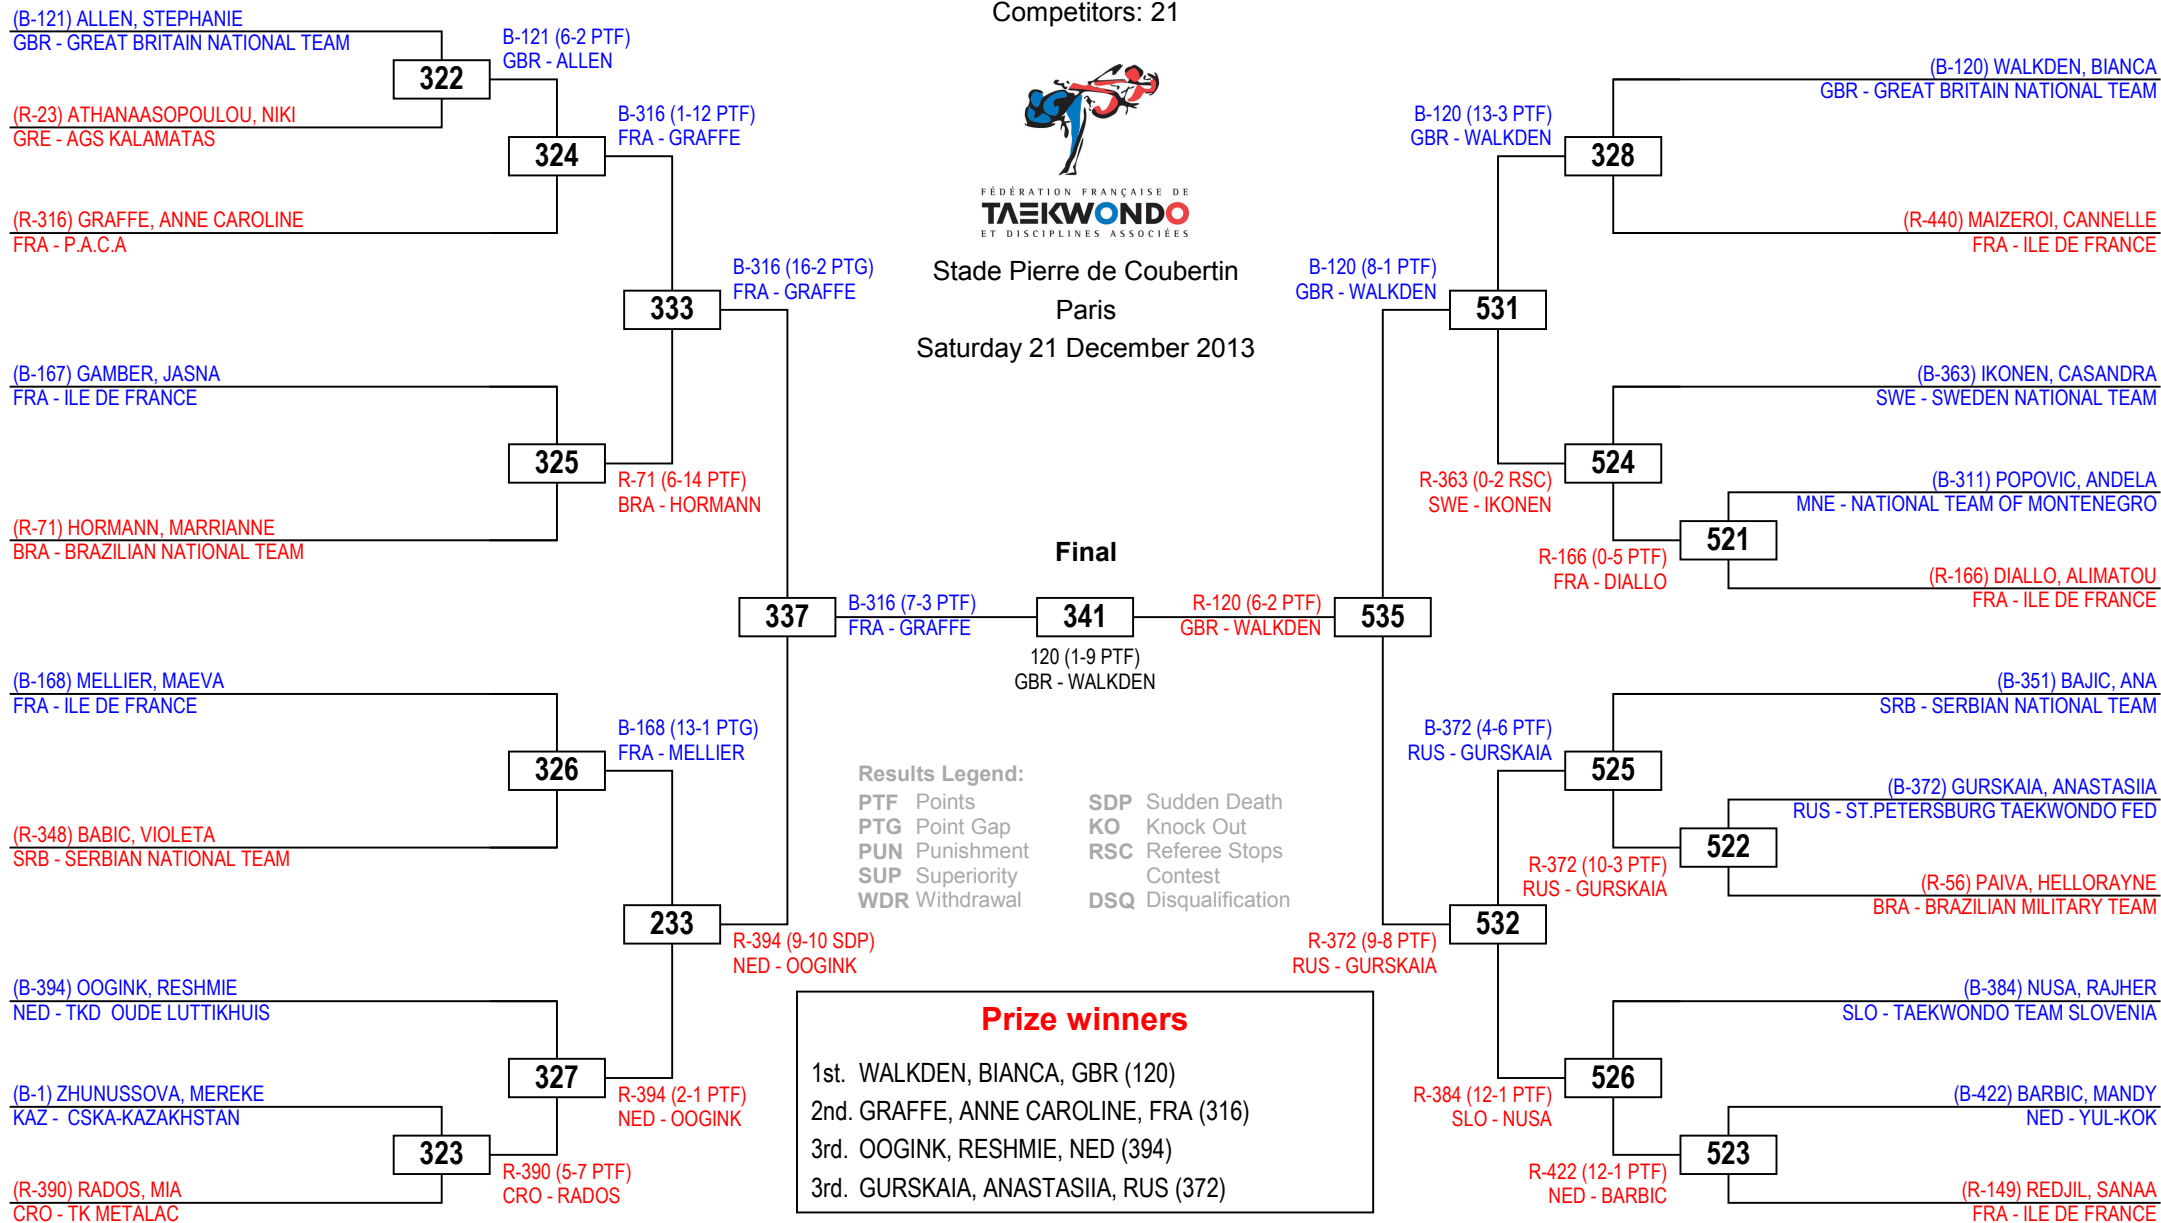 Competitors: 21
FÉDÉRATION FRANÇAISE DE
TAEKWONDO
ET DISCIPLINES ASSOCIÉES
Stade Pierre de Coubertin
Paris
Saturday 21 December 2013
(B-121) ALLEN, STEPHANIE
GBR - GREAT BRITAIN NATIONAL TEAM
322
B-121 (6-2 PTF)
GBR - ALLEN
(R-23) ATHANAASOPOULOU, NIKI
GRE - AGS KALAMATAS
324
B-316 (1-12 PTF)
FRA - GRAFFE
(R-316) GRAFFE, ANNE CAROLINE
FRA - P.A.C.A
333
B-316 (16-2 PTG)
FRA - GRAFFE
(B-167) GAMBER, JASNA
FRA - ILE DE FRANCE
325
R-71 (6-14 PTF)
BRA - HORMANN
(R-71) HORMANN, MARRIANNE
BRA - BRAZILIAN NATIONAL TEAM
337
B-316 (7-3 PTF)
FRA - GRAFFE
(B-168) MELLIER, MAEVA
FRA - ILE DE FRANCE
326
B-168 (13-1 PTG)
FRA - MELLIER
(R-348) BABIC, VIOLETA
SRB - SERBIAN NATIONAL TEAM
233
R-394 (9-10 SDP)
NED - OOGINK
(B-394) OOGINK, RESHMIE
NED - TKD  OUDE LUTTIKHUIS
327
R-394 (2-1 PTF)
NED - OOGINK
(B-1) ZHUNUSSOVA, MEREKE
KAZ -  CSKA-KAZAKHSTAN
323
R-390 (5-7 PTF)
CRO - RADOS
(R-390) RADOS, MIA
CRO - TK METALAC
Final
341
120 (1-9 PTF)
GBR - WALKDEN
(B-120) WALKDEN, BIANCA
GBR - GREAT BRITAIN NATIONAL TEAM
B-120 (13-3 PTF)
GBR - WALKDEN
328
(R-440) MAIZEROI, CANNELLE
FRA - ILE DE FRANCE
B-120 (8-1 PTF)
GBR - WALKDEN
531
(B-363) IKONEN, CASANDRA
SWE - SWEDEN NATIONAL TEAM
R-363 (0-2 RSC)
SWE - IKONEN
524
(B-311) POPOVIC, ANDELA
MNE - NATIONAL TEAM OF MONTENEGRO
R-166 (0-5 PTF)
FRA - DIALLO
521
(R-166) DIALLO, ALIMATOU
FRA - ILE DE FRANCE
R-120 (6-2 PTF)
GBR - WALKDEN
535
(B-351) BAJIC, ANA
SRB - SERBIAN NATIONAL TEAM
B-372 (4-6 PTF)
RUS - GURSKAIA
525
(B-372) GURSKAIA, ANASTASIIA
RUS - ST.PETERSBURG TAEKWONDO FED
R-372 (10-3 PTF)
RUS - GURSKAIA
522
(R-56) PAIVA, HELLORAYNE
BRA - BRAZILIAN MILITARY TEAM
R-372 (9-8 PTF)
RUS - GURSKAIA
532
(B-384) NUSA, RAJHER
SLO - TAEKWONDO TEAM SLOVENIA
R-384 (12-1 PTF)
SLO - NUSA
526
(B-422) BARBIC, MANDY
NED - YUL-KOK
R-422 (12-1 PTF)
NED - BARBIC
523
(R-149) REDJIL, SANAA
FRA - ILE DE FRANCE
Results Legend:
PTF Points SDP Sudden Death
PTG Point Gap KO Knock Out
PUN Punishment RSC Referee Stops
SUP Superiority Contest
WDR Withdrawal DSQ Disqualification
Prize winners
1st. WALKDEN, BIANCA, GBR (120)
2nd. GRAFFE, ANNE CAROLINE, FRA (316)
3rd. OOGINK, RESHMIE, NED (394)
3rd. GURSKAIA, ANASTASIIA, RUS (372)